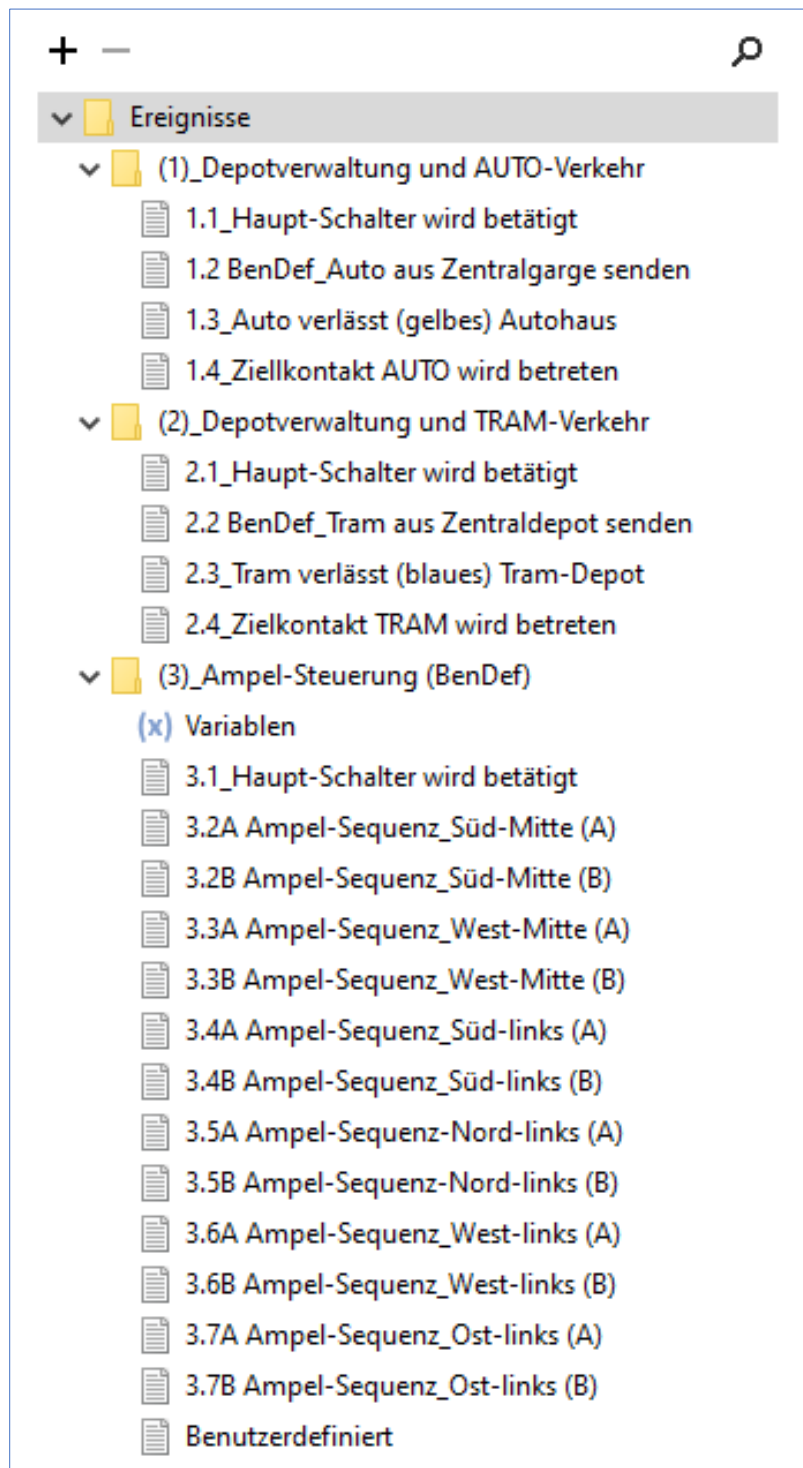 Ereignisse
(1)_Depotverwaltung und AUTO-Verkehr
1.1_Haupt-Schalter wird betätigt
1.2 BenDef_Auto aus Zentralgarge senden
1.3_Auto verlässt (gelbes) Autohaus
1.4_Ziellkontakt AUTO wird betreten
(2)_Depotverwaltung und TRAM-Verkehr
2.1_Haupt-Schalter wird betätigt
2.2 BenDef_Tram aus Zentraldepot senden
2.3_Tram verlässt (blaues) Tram-Depot
2.4_Zielkontakt TRAM wird betreten
(3)_Ampel-Steuerung (BenDef)
(x) Variablen
3.1_Haupt-Schalter wird betätigt
3.2A Ampel-Sequenz_Süd-Mitte (A)
3.2B Ampel-Sequenz_Süd-Mitte (B)
3.3A Ampel-Sequenz_West-Mitte (A)
3.3B Ampel-Sequenz_West-Mitte (B)
3.4A Ampel-Sequenz_Süd-links (A)
3.4B Ampel-Sequenz_Süd-links (B)
3.5A Ampel-Sequenz-Nord-links (A)
3.5B Ampel-Sequenz-Nord-links (B)
3.6A Ampel-Sequenz_West-links (A)
3.6B Ampel-Sequenz_West-links (B)
3.7A Ampel-Sequenz_Ost-links (A)
3.7B Ampel-Sequenz_Ost-links (B)
Benutzerdefiniert